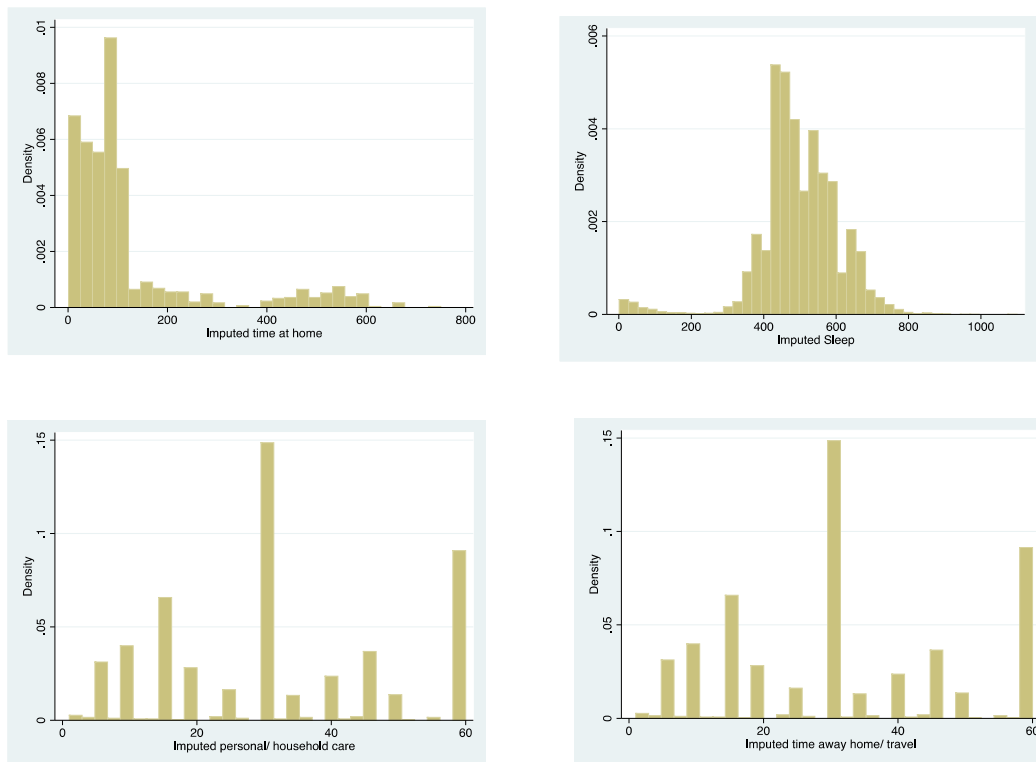 .01
.008
.006
.004
.002
0
Density
0 200 400 600 800
Imputed time at home
.006
.004
.002
0
Density
0 200 400 600 800 1000
Imputed Sleep
.15
.1
.05
0
Density
0 20 40 60
Imputed personal/ household care
.15
.1
.05
0
Density
0 20 40 60
Imputed time away home/ travel